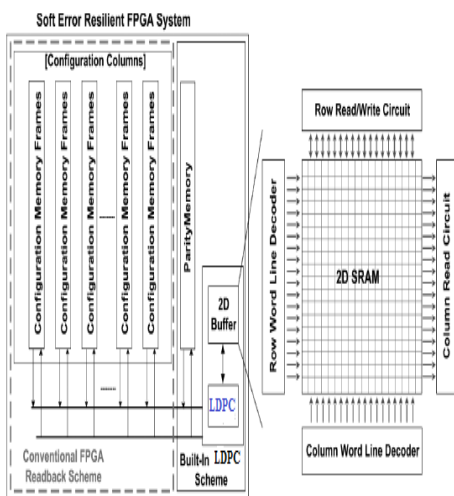 Soft Error Resilient FPGA System
[Configuration Columns]
Configuration Memory Frames
Configuration Memory Frames
Configuration Memory Frames
Configuration Memory Frames
Configuration Memory Frames
ParityMemory
2D
Buffer
LDPC
Conventional FPGA
Readback Scheme
Built-In LDPC
Scheme
Row Read/Write Circuit
Row Word Line Decoder
2D SRAM
Column Read Circuit
Column Word Line Decoder